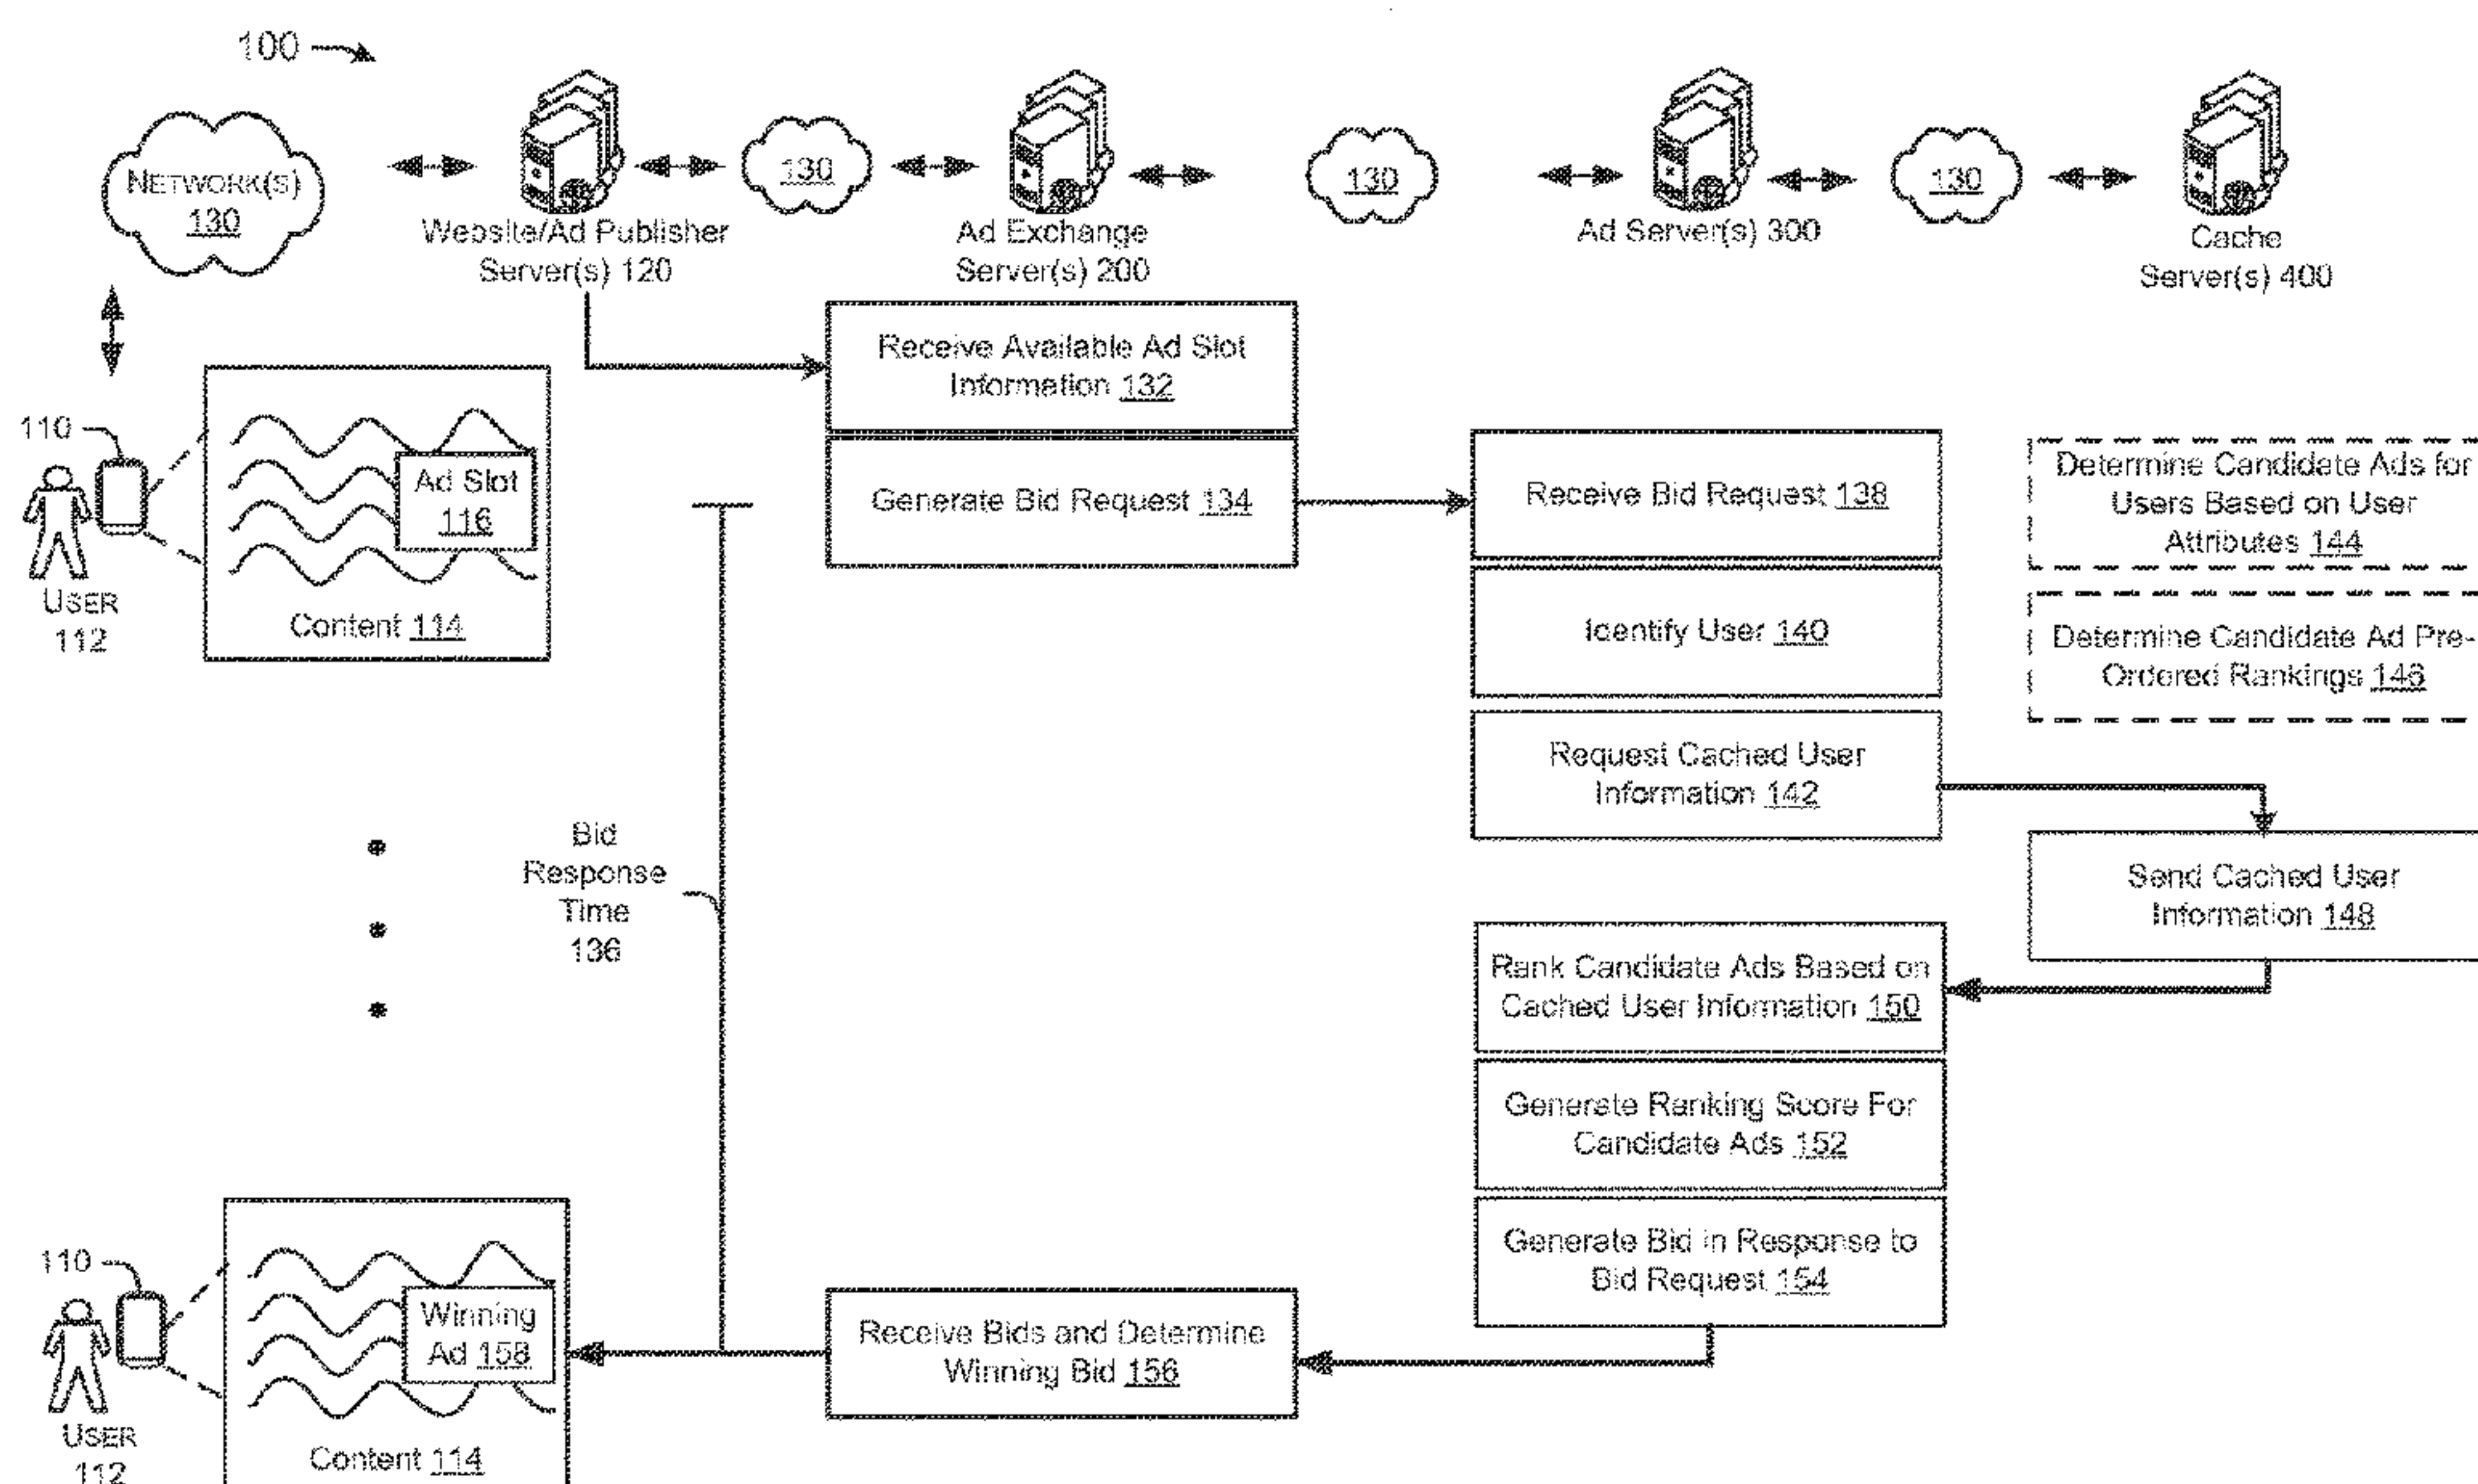 100
NETWORK(S)
130
Website/Ad Publisher
Server(s) 120
130
Ad Exchange
Server(s) 200
130
Ad Server(s) 300
130
Cache
Server(s) 400
Receive Available Ad Slot
Information 132
110
Ad Slot
116
USER
112
Content 114
Generate Bid Request 134
Receive Bid Request 138
Determine Candidate Ads for
Users Based on User
Attributes 144
Identify User 140
Determine Candidate Ad Pre-
Ordered Rankings 146
Request Cached User
Information 142
Bid
Response
Time
136
Send Cached User
Information 148
Rank Candidate Ads Based on
Cached User Information 150
Generate Ranking Score For
Candidate Ads 152
Generate Bid in Response to
Bid Request 154
110
Winning
Ad 158
Receive Bids and Determine
Winning Bid 156
USER
112
Content 114